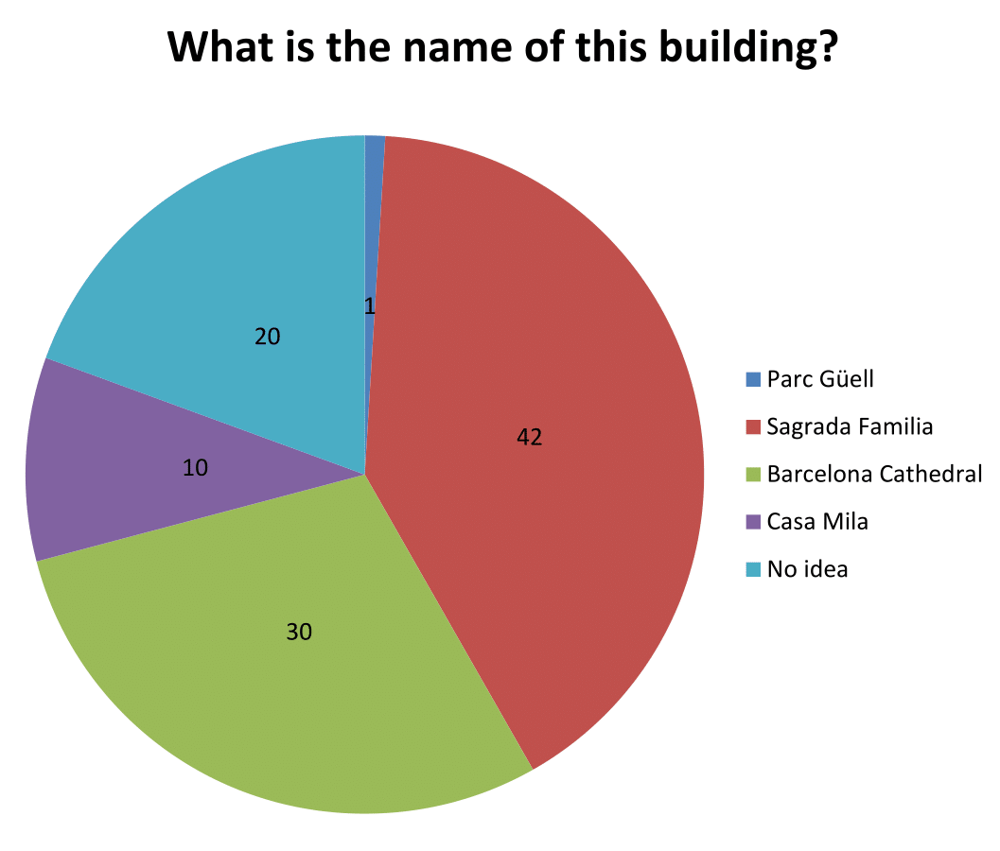 What is the name of this building?
1
42
30
10
20
Parc Güell
Sagrada Familia
Barcelona Cathedral
Casa Mila
No idea